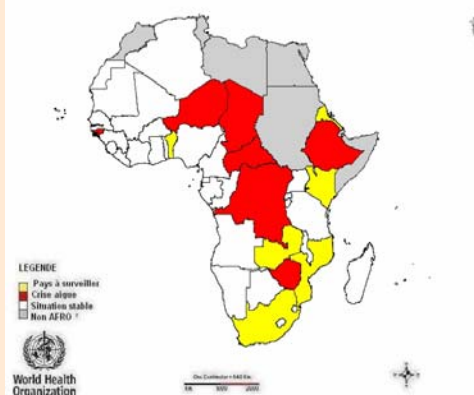 LEGENDE
Pays à surveiller
Crise aigue
Situation stable
Non AFRO
World Health
Organization